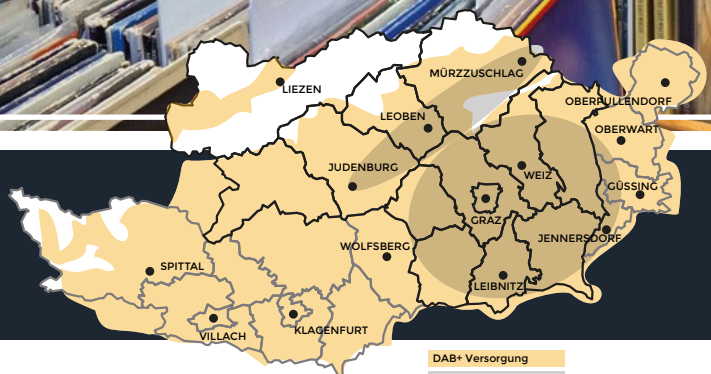 MÜRZZUSCHLAG
LIEZEN
OBERPULLENDORF
LEOBEN
OBERWART
JUDENBURG
WEIZ
GÜSSING
GRAZ
JENNERSDORF
WOLFSBERG
SPITTAL
LEIBNITZ
KLAGENFURT
VILLACH
DAB+ Versorgung